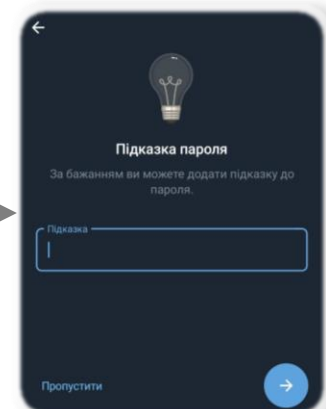 Підказка пароля
За бажанням ви можете додати підказку до
пароля.
Підказка
Пропустити